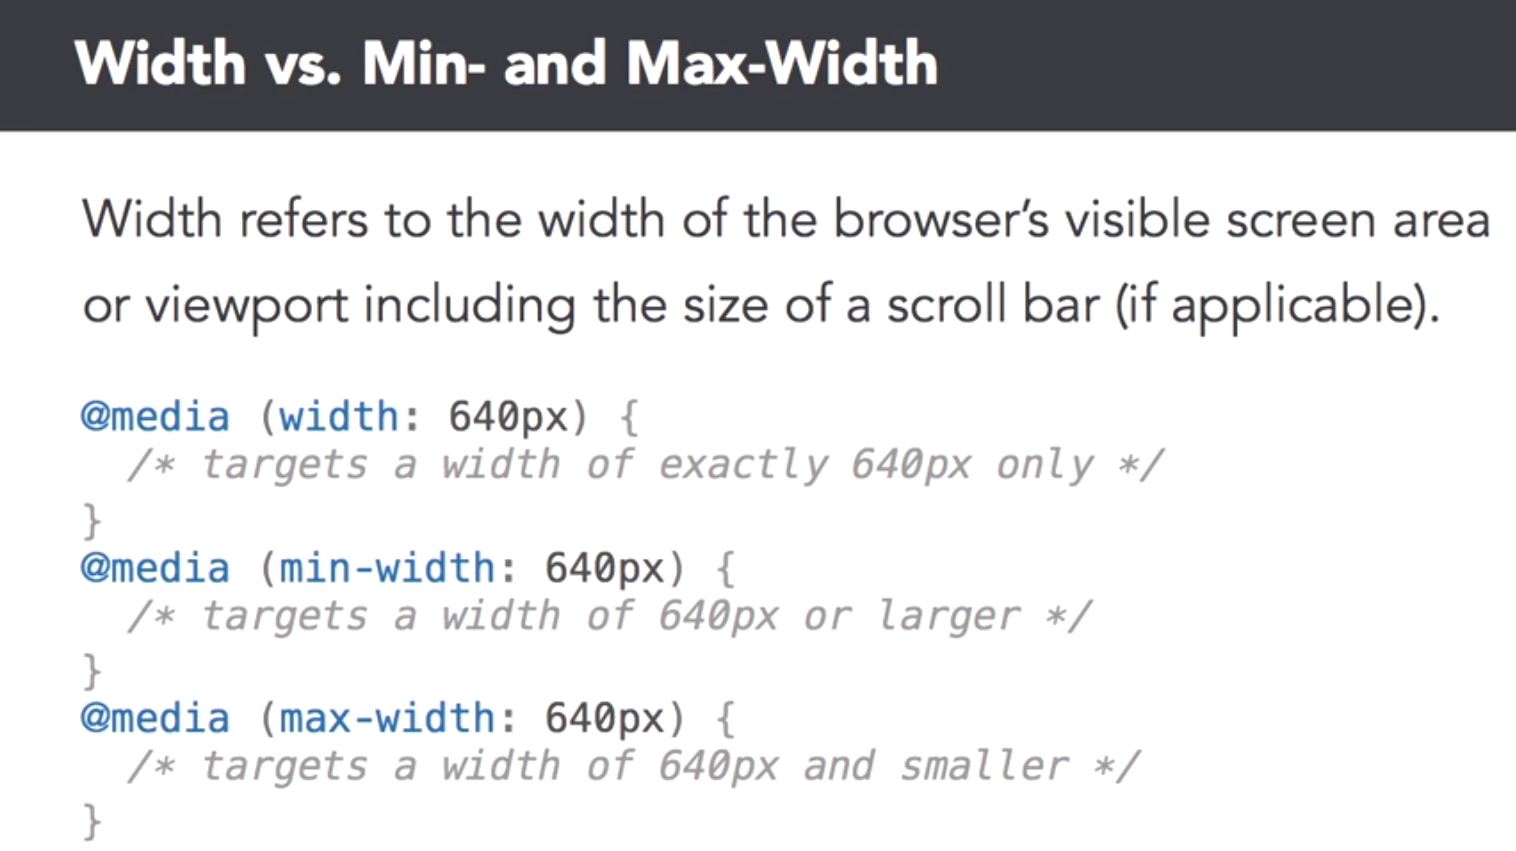 Width vs. Min- and Max-Width
Width refers to the width of the browser’s visible screen area
or viewport including the size of a scroll bar (if applicable).
@media (width: 640px) {
  /* targets a width of exactly 640px only */
}
@media (min-width: 640px) {
  /* targets a width of 640px or larger */
}
@media (max-width: 640px) {
  /* targets a width of 640px and smaller */
}